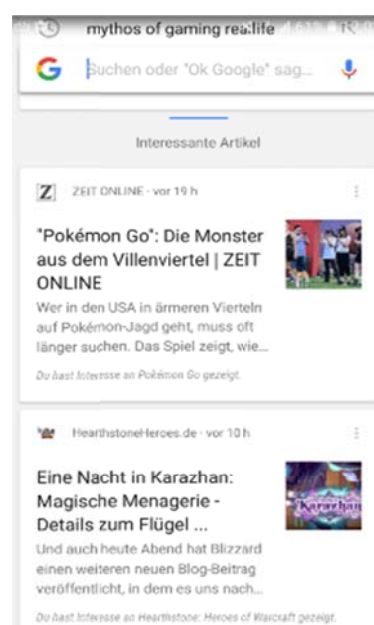 mythos of gaming real life
Suchen oder "Ok Google" sag...
Interessante Artikel
Z ZEIT ONLINE · vor 19 h
"Pokémon Go": Die Monster
aus dem Villenviertel | ZEIT
ONLINE
Wer in den USA in ärmeren Vierteln
auf Pokémon-Jagd geht, muss oft
länger suchen. Das Spiel zeigt, wie...
Du hast Interesse an Pokémon Go gezeigt.
HearthstoneHeroes.de · vor 10 h
Eine Nacht in Karazhan:
Magische Menagerie -
Details zum Flügel ...
Karazhan
Und auch heute Abend hat Blizzard
einen weiteren neuen Blog-Beitrag
veröffentlicht, in dem es uns nach...
Du hast Interesse an Hearthstone: Heroes of Warcraft gezeigt.